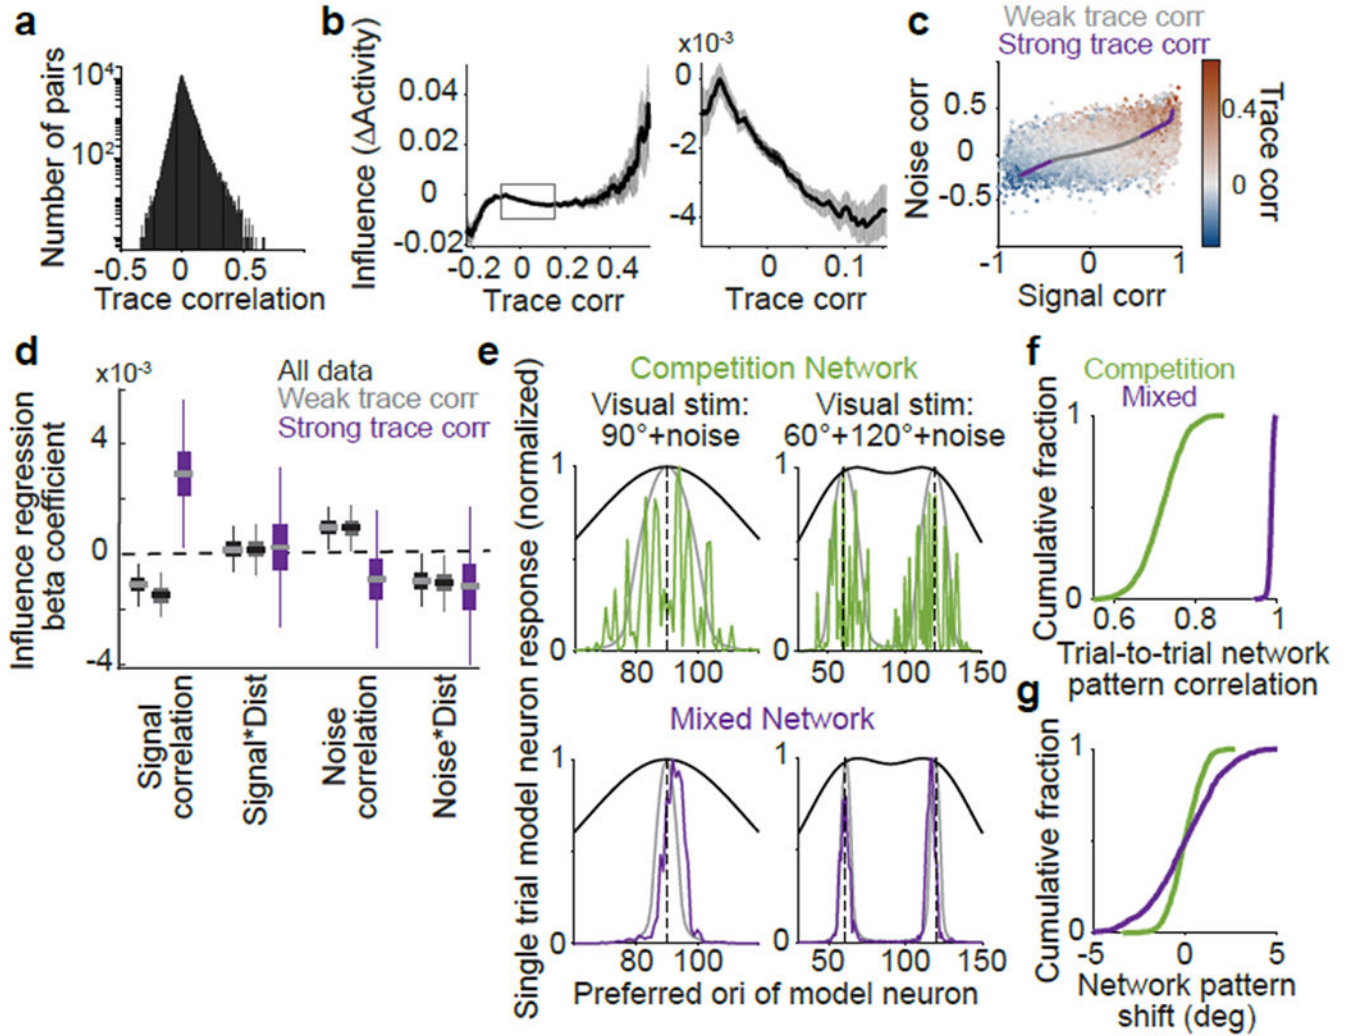 a
Number of pairs
10⁴
10²
-0.5 0 0.5
Trace correlation
b
Influence (ΔActivity)
0.04
0.02
0
-0.02
-0.2 0 0.2 0.4
Trace corr
x10⁻³
0
-2
-4
0 0.1
Trace corr
c
Weak trace corr
Strong trace corr
Noise corr
0.5
0
-0.5
-1 0 1
Signal corr
0.4
0
Trace corr
d
x10⁻³
Influence regression
beta coefficient
4
0
-4
All data
Weak trace corr
Strong trace corr
Signal
correlation
Signal*Dist
Noise
correlation
Noise*Dist
e
Single trial model neuron response (normalized)
Competition Network
Visual stim:
90°+noise
Visual stim:
60°+120°+noise
1
0
80 100
1
0
50 100 150
Mixed Network
1
0
80 100
1
0
50 100 150
Preferred ori of model neuron
f
Competition
Mixed
Cumulative fraction
1
0
0.6 0.8 1
Trial-to-trial network
pattern correlation
g
Cumulative fraction
1
0
-5 0 5
Network pattern
shift (deg)